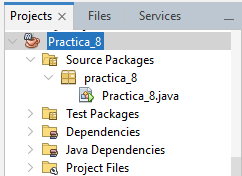 Projects × Files Services
Practica_8
Source Packages
practica_8
Practica_8.java
Test Packages
Dependencies
Java Dependencies
Project Files